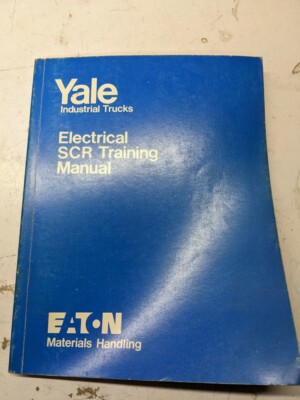 Yale
Industrial Trucks
Electrical
SCR Training
Manual
EATON
Materials Handling